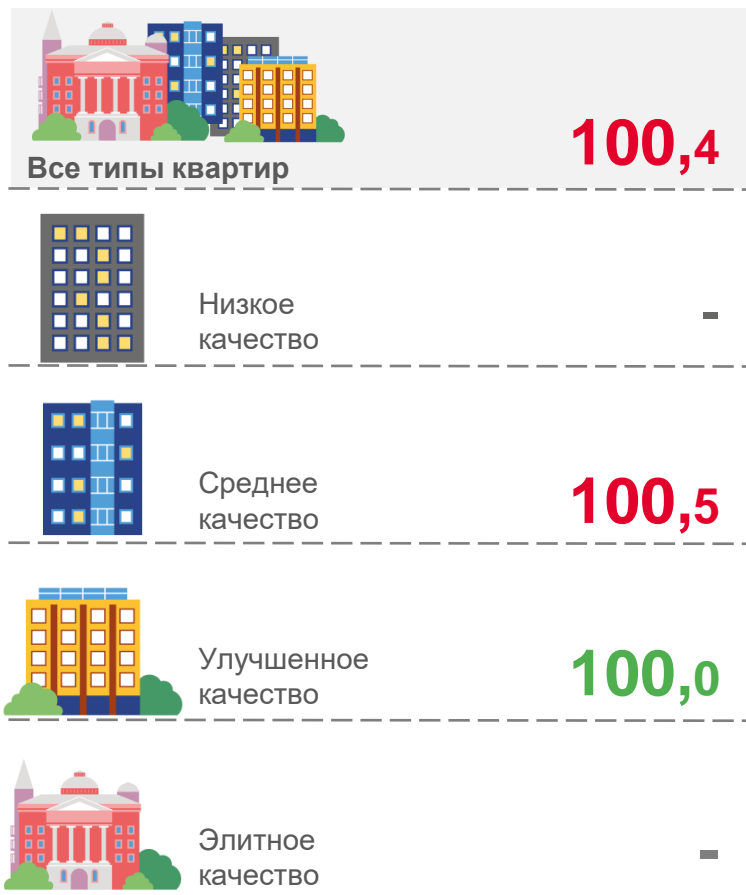 Все типы квартир
100,4
Низкое
качество
-
Среднее
качество
100,5
Улучшенное
качество
100,0
Элитное
качество
-